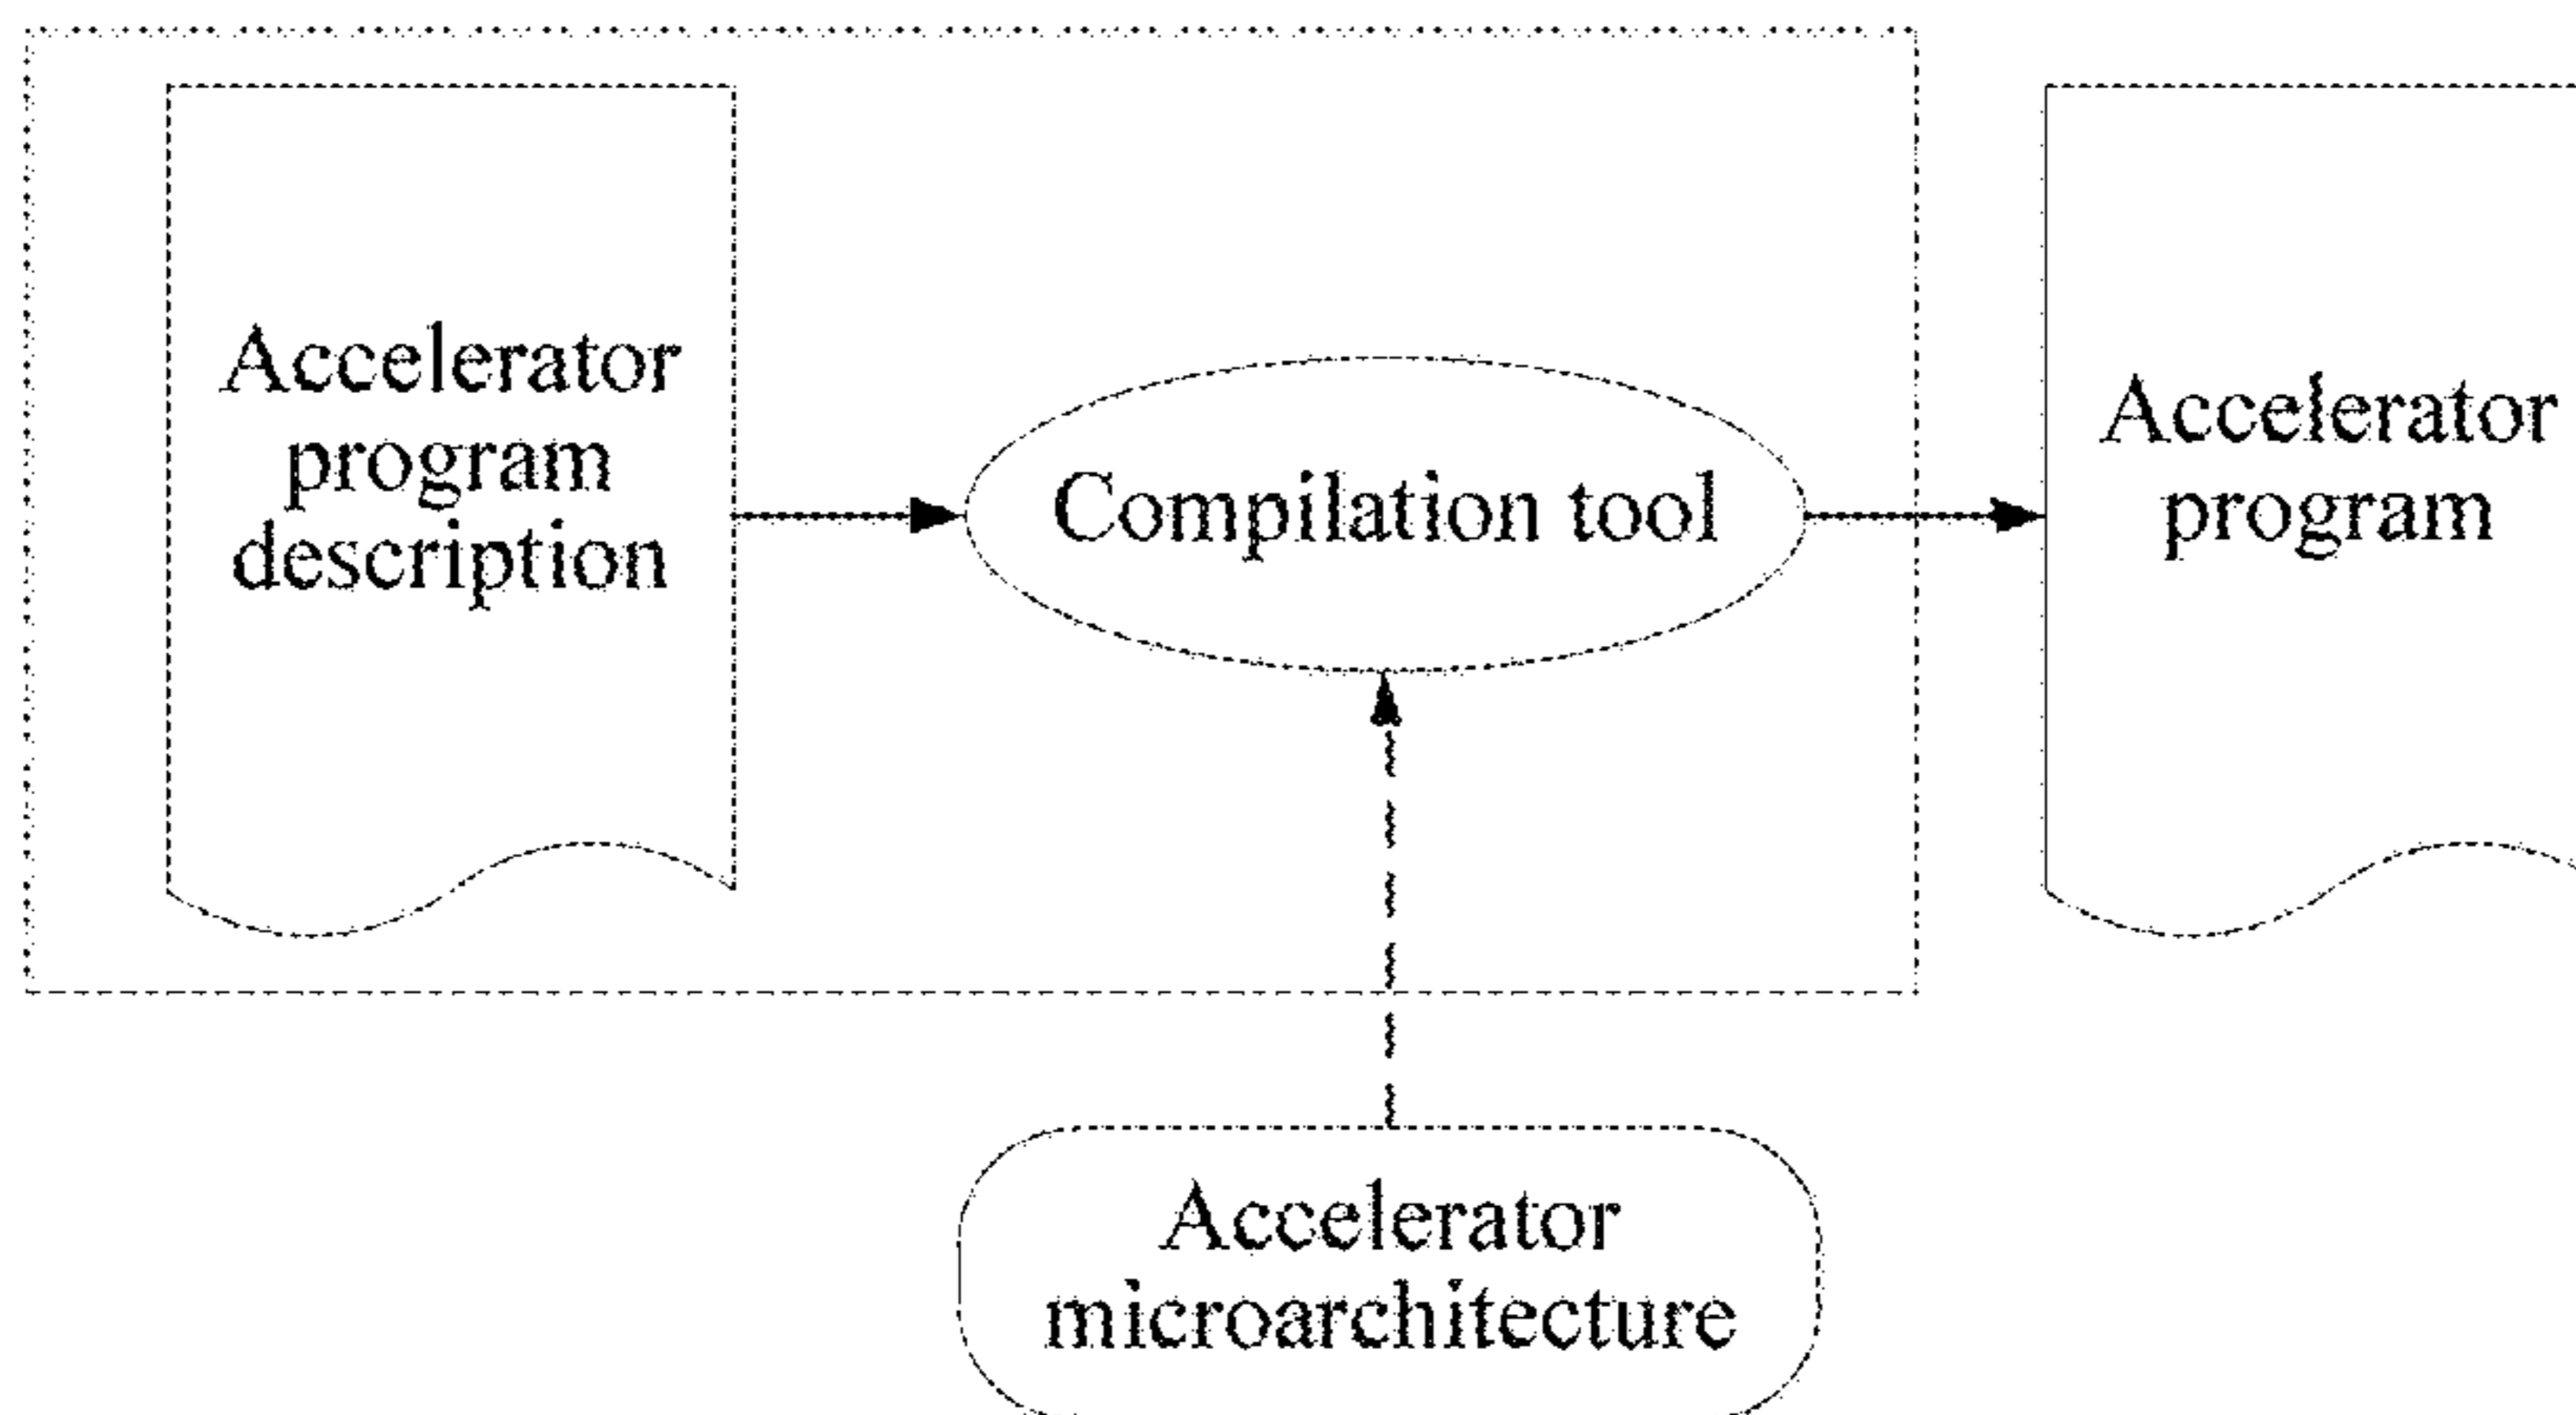 Accelerator
program
description
Compilation tool
Accelerator
program
Accelerator
microarchitecture